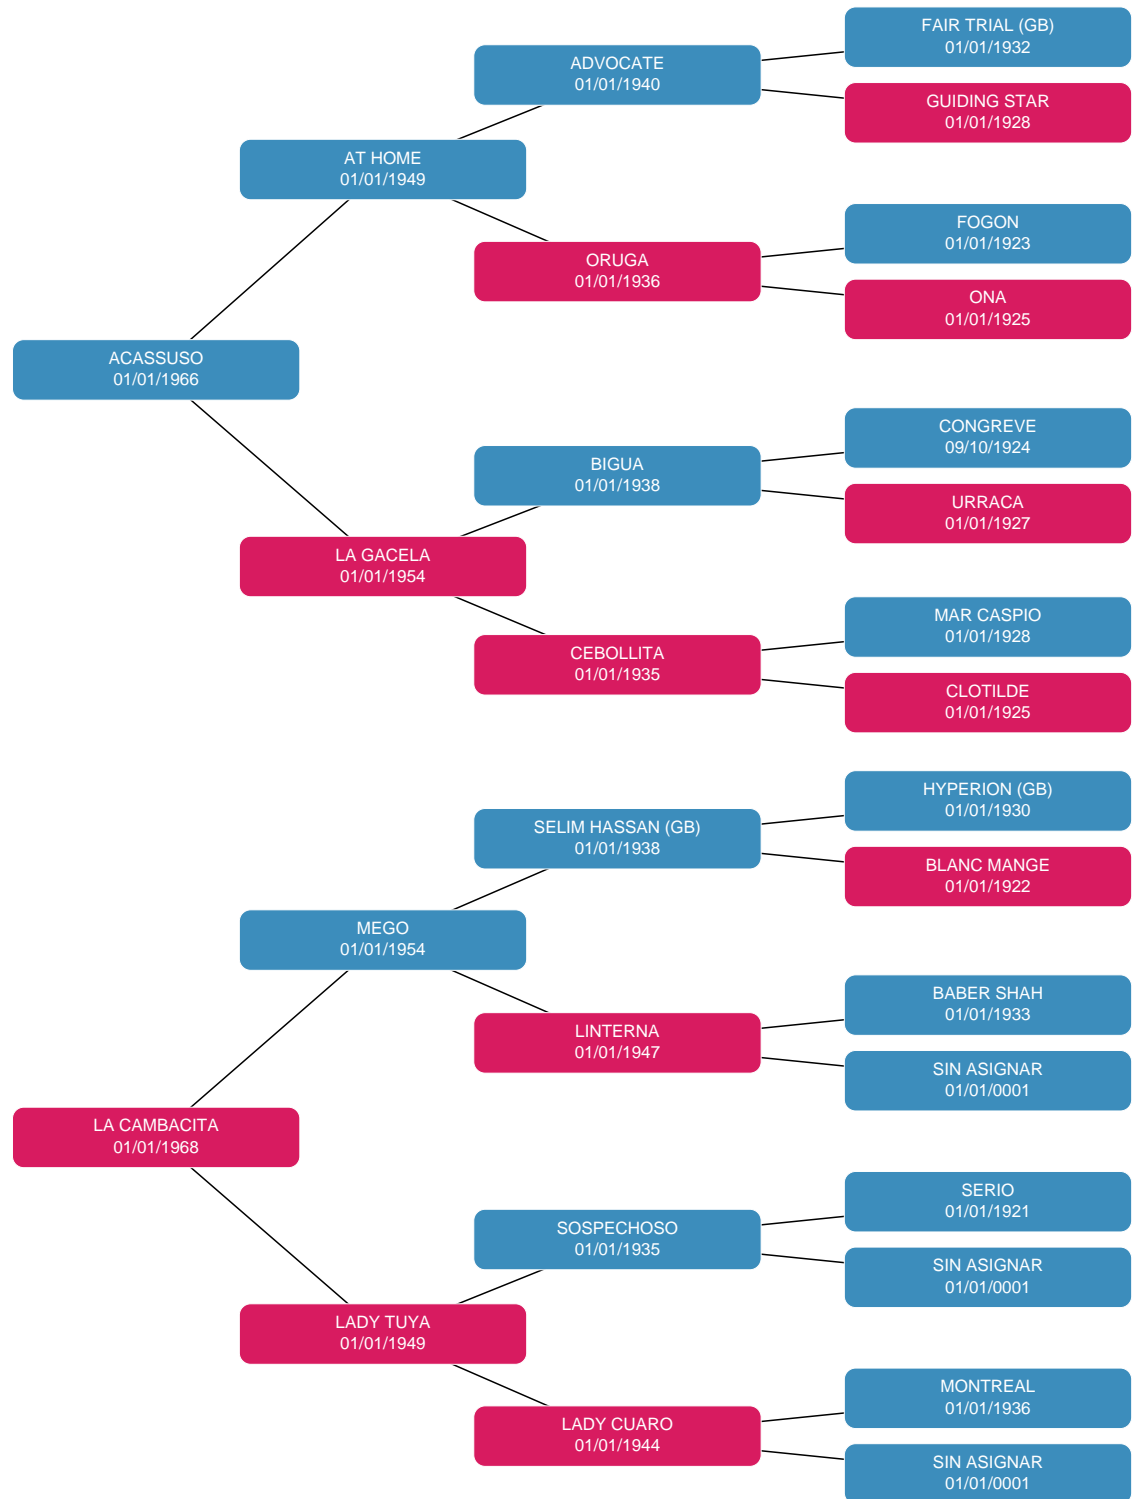 FAIR TRIAL (GB)
01/01/1932
ADVOCATE
01/01/1940
GUIDING STAR
01/01/1928
AT HOME
01/01/1949
FOGON
01/01/1923
ORUGA
01/01/1936
ONA
01/01/1925
ACASSUSO
01/01/1966
CONGREVE
09/10/1924
BIGUA
01/01/1938
URRACA
01/01/1927
LA GACELA
01/01/1954
MAR CASPIO
01/01/1928
CEBOLLITA
01/01/1935
CLOTILDE
01/01/1925
HYPERION (GB)
01/01/1930
SELIM HASSAN (GB)
01/01/1938
BLANC MANGE
01/01/1922
MEGO
01/01/1954
BABER SHAH
01/01/1933
LINTERNA
01/01/1947
SIN ASIGNAR
01/01/0001
LA CAMBACITA
01/01/1968
SERIO
01/01/1921
SOSPECHOSO
01/01/1935
SIN ASIGNAR
01/01/0001
LADY TUYA
01/01/1949
MONTREAL
01/01/1936
LADY CUARO
01/01/1944
SIN ASIGNAR
01/01/0001